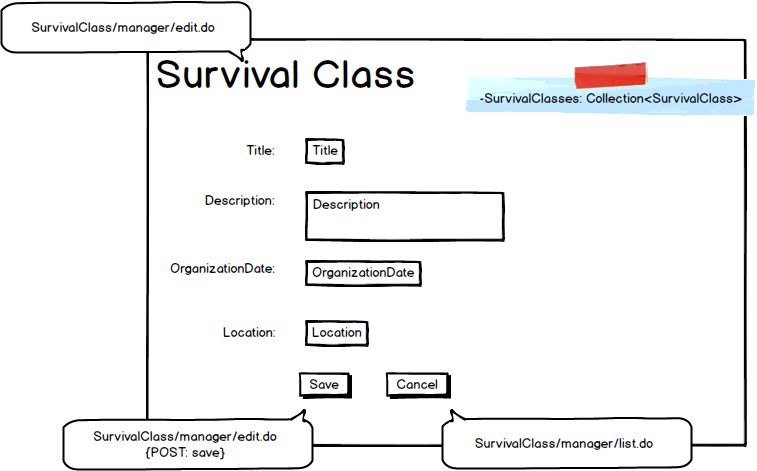 SurvivalClass/manager/edit.do
Survival Class
-SurvivalClasses: Collection<SurvivalClass>
Title: Title
Description: Description
OrganizationDate: OrganizationDate
Location: Location
Save Cancel
SurvivalClass/manager/edit.do
{POST: save}
SurvivalClass/manager/list.do